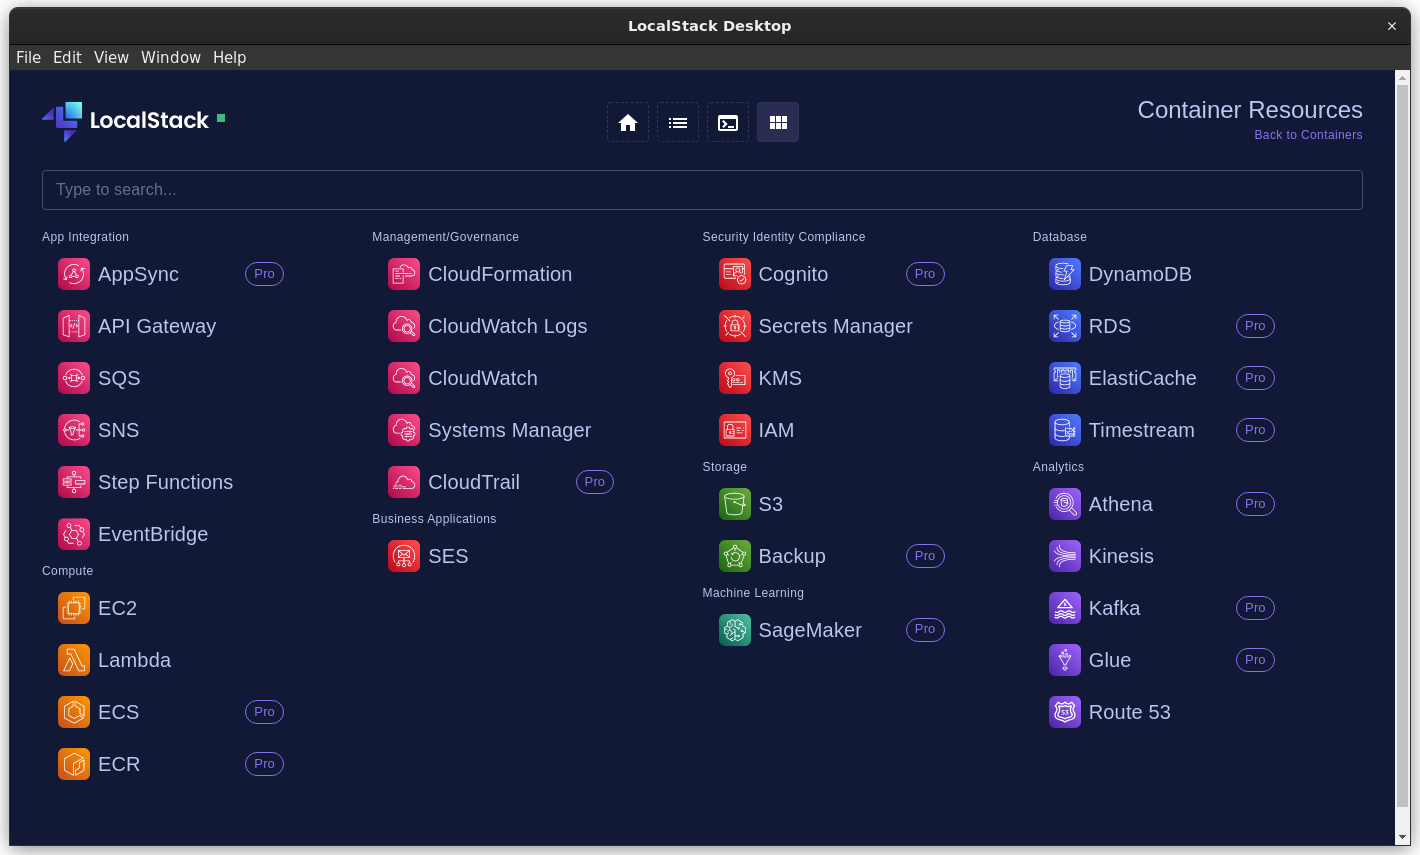 LocalStack Desktop
File Edit View Window Help
LocalStack
Container Resources
Back to Containers
Type to search...
App Integration
AppSync Pro
API Gateway
SQS
SNS
Step Functions
EventBridge
Compute
EC2
Lambda
ECS Pro
ECR Pro
Management/Governance
CloudFormation
CloudWatch Logs
CloudWatch
Systems Manager
CloudTrail Pro
Business Applications
SES
Security Identity Compliance
Cognito Pro
Secrets Manager
KMS
IAM
Storage
S3
Backup Pro
Machine Learning
SageMaker Pro
Database
DynamoDB
RDS Pro
ElastiCache Pro
Timestream Pro
Analytics
Athena Pro
Kinesis
Kafka Pro
Glue Pro
Route 53